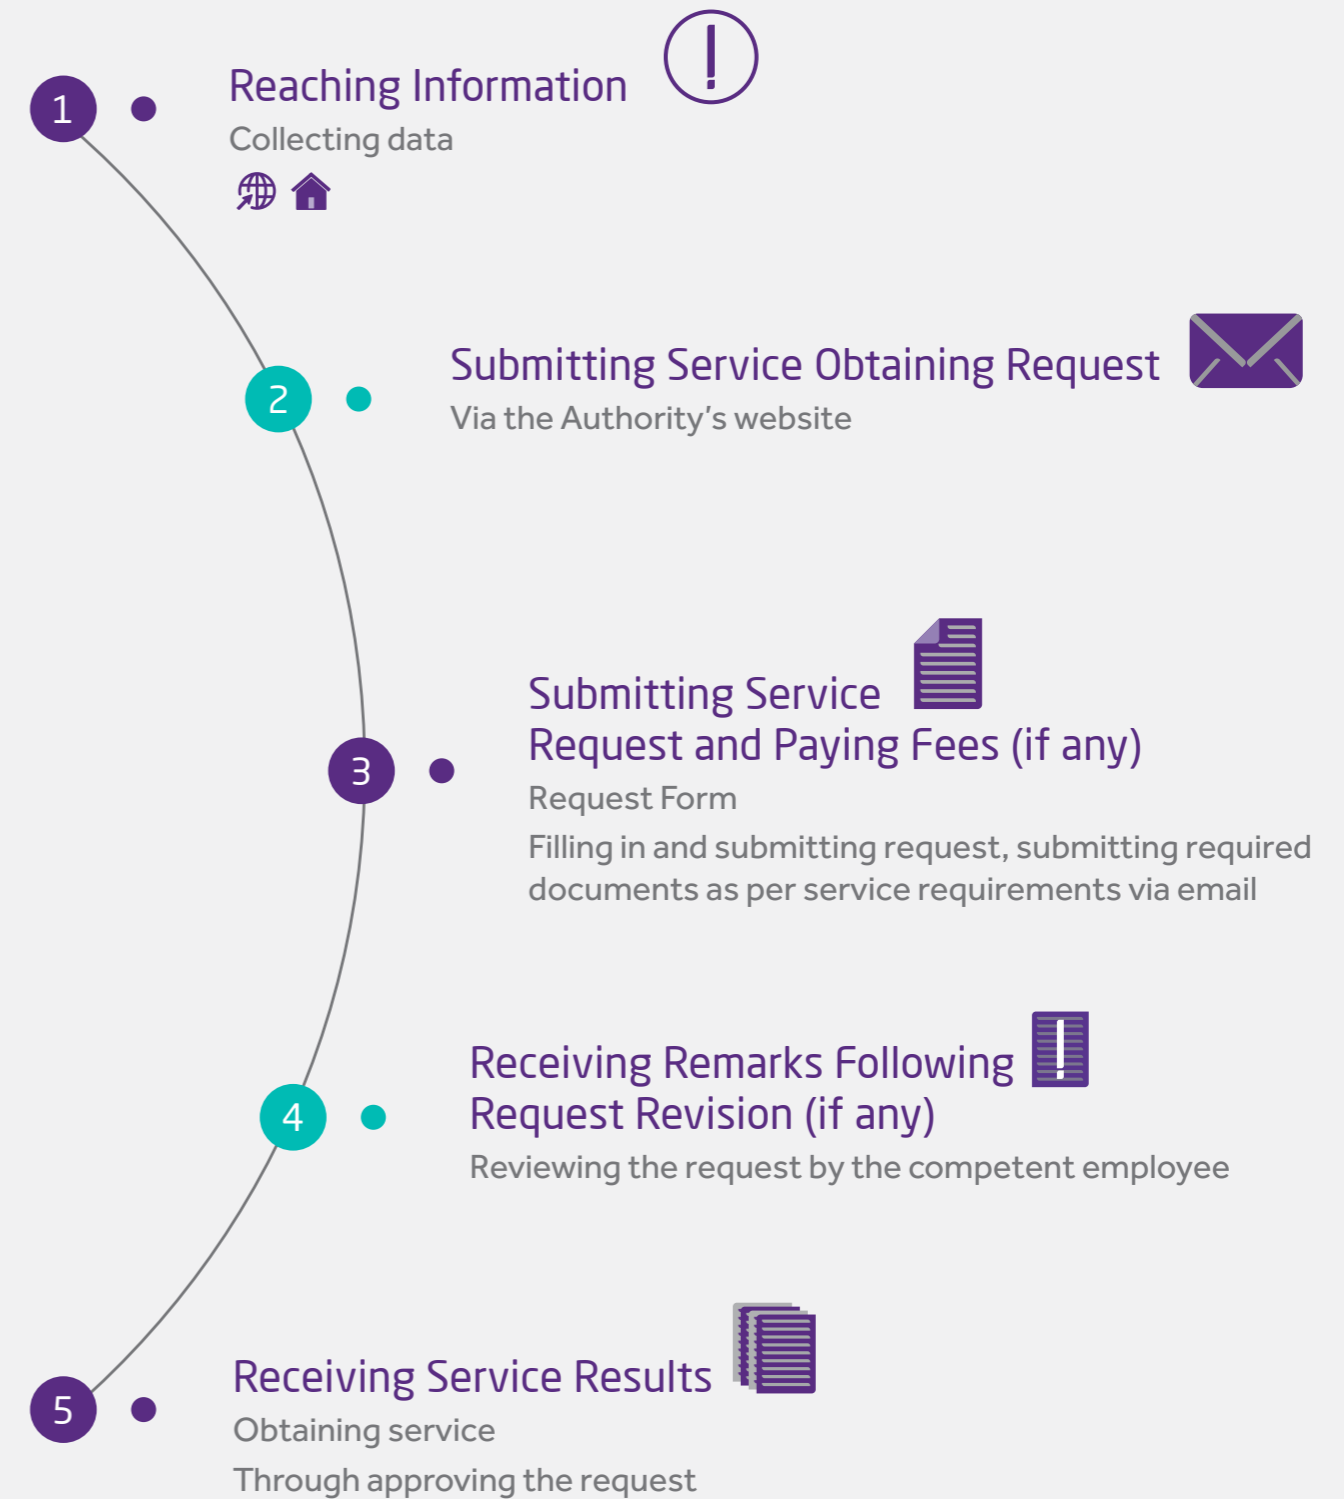 1
Reaching Information
Collecting data
2
Submitting Service Obtaining Request
Via the Authority's website
3
Submitting Service
Request and Paying Fees (if any)
Request Form
Filling in and submitting request, submitting required
documents as per service requirements via email
4
Receiving Remarks Following
Request Revision (if any)
Reviewing the request by the competent employee
5
Receiving Service Results
Obtaining service
Through approving the request